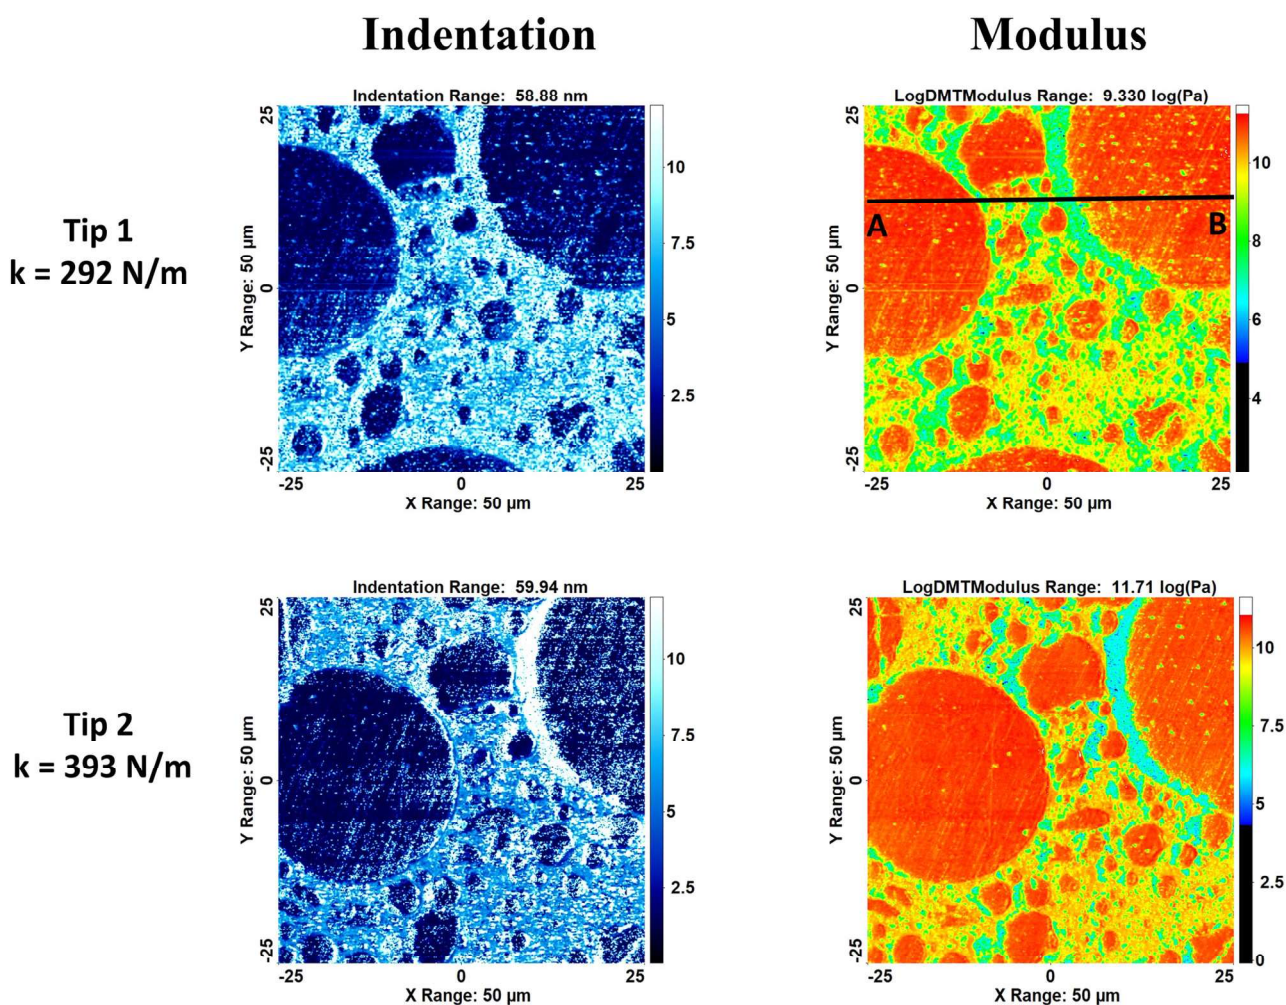 Indentation
Modulus
Tip 1
k = 292 N/m
Indentation Range: 58.88 nm
25
0
-25
Y Range: 50 µm
-25
0
25
X Range: 50 µm
10
7.5
5
2.5
LogDMTModulus Range: 9.330 log(Pa)
A
B
25
0
-25
Y Range: 50 µm
-25
0
25
X Range: 50 µm
10
8
6
4
Tip 2
k = 393 N/m
Indentation Range: 59.94 nm
25
0
-25
Y Range: 50 µm
-25
0
25
X Range: 50 µm
10
7.5
5
2.5
LogDMTModulus Range: 11.71 log(Pa)
25
0
-25
Y Range: 50 µm
-25
0
25
X Range: 50 µm
10
7.5
5
2.5
0